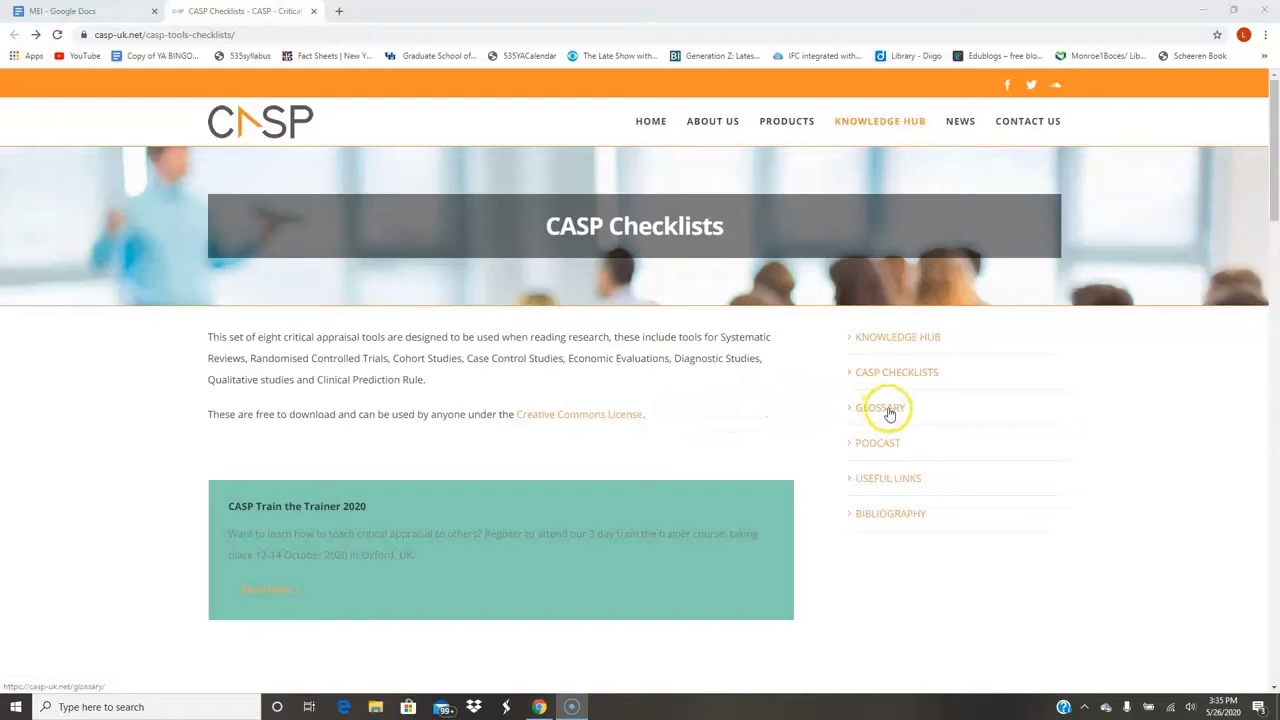 MEI - Google Docs
CASP Checklists - CASP - Critical
casp-uk.net/casp-tools-checklists/
L
Apps
YouTube
Copy of YA BINGO...
535syllabus
Fact Sheets | New Y...
Graduate School of...
535YACalendar
The Late Show with...
Generation Z: Lates...
IFC integrated with...
Library - Diigo
Edublogs – free blo...
Monroe1Boces/ Lib...
Scheeren Book
CASP
HOME
ABOUT US
PRODUCTS
KNOWLEDGE HUB
NEWS
CONTACT US
CASP Checklists
This set of eight critical appraisal tools are designed to be used when reading research, these include tools for Systematic
Reviews, Randomised Controlled Trials, Cohort Studies, Case Control Studies, Economic Evaluations, Diagnostic Studies,
Qualitative studies and Clinical Prediction Rule.
These are free to download and can be used by anyone under the Creative Commons License.
KNOWLEDGE HUB
CASP CHECKLISTS
GLOSSARY
PODCAST
USEFUL LINKS
BIBLIOGRAPHY
CASP Train the Trainer 2020
Want to learn how to teach critical appraisal to others? Register to attend our 3 day train the trainer course, taking
place 12-14 October 2020 in Oxford, UK.
Read More >
https://casp-uk.net/glossary/
Type here to search
99+
3:35 PM
5/26/2020
3